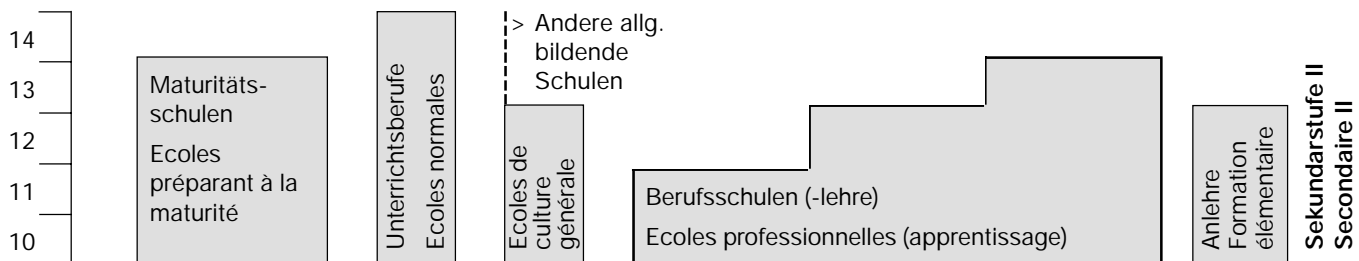 14
13
12
11
10
Maturitäts-
schulen
Ecoles
préparant à la
maturité
Unterrichtsberufe
Ecoles normales
> Andere allg.
bildende
Schulen
Ecoles de
culture
générale
Berufsschulen (-lehre)
Ecoles professionnelles (apprentissage)
Anlehre
Formation
élémentaire
Sekundarstufe II
Secondaire II